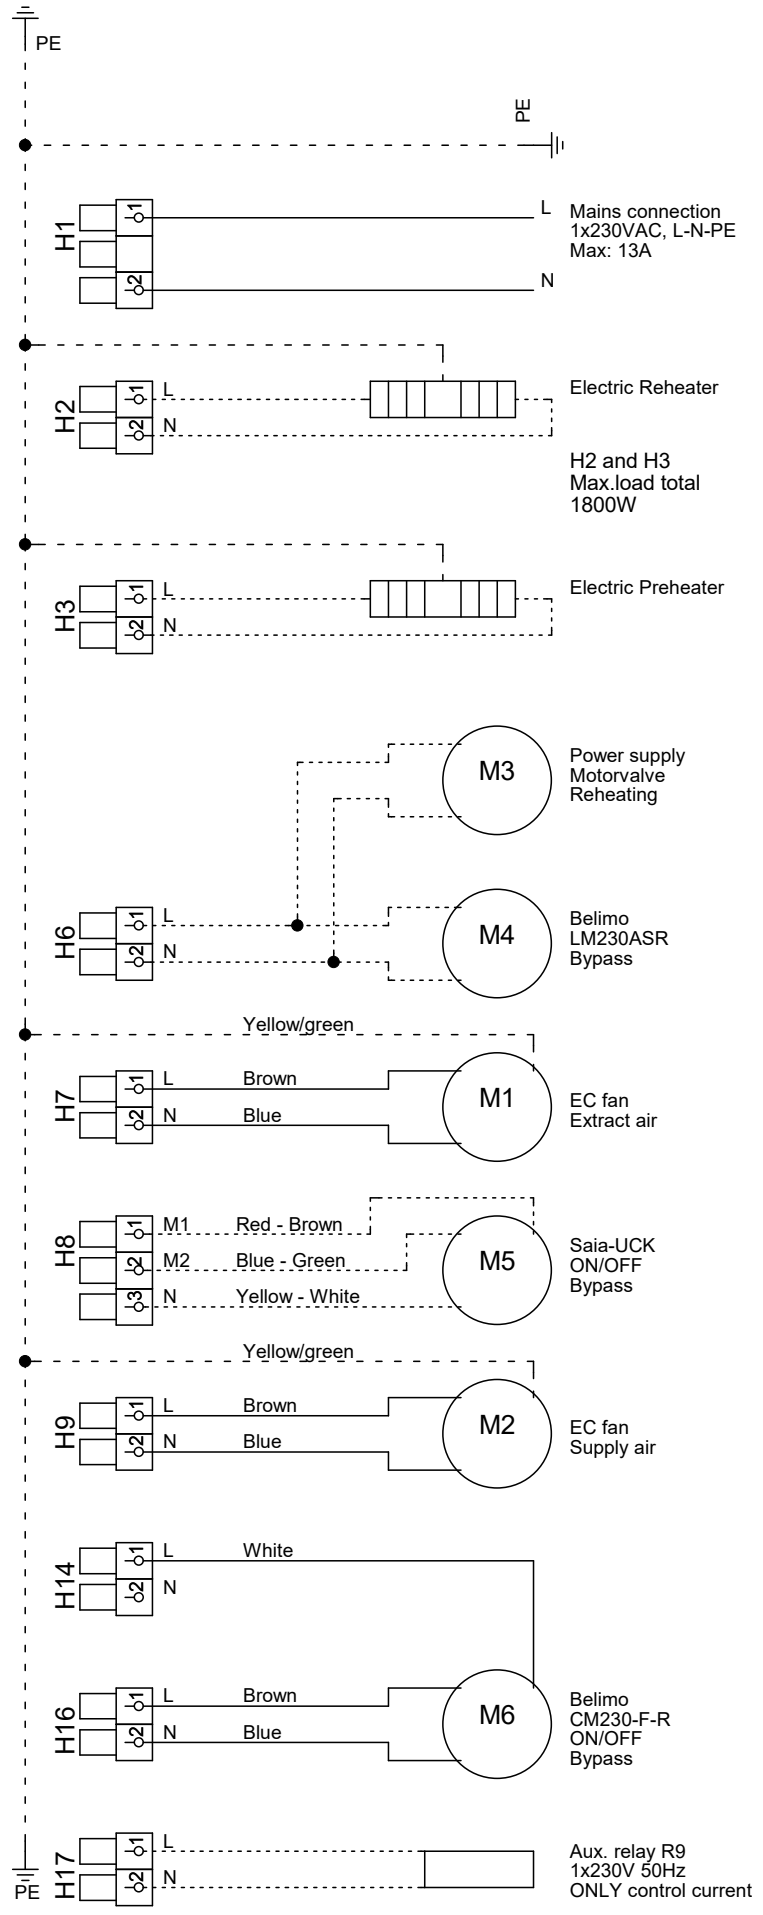 PE
PE
H1
1
2
L
N
Mains connection
1x230VAC, L-N-PE
Max: 13A
H2
1
2
L
N
Electric Reheater
H2 and H3
Max.load total
1800W
H3
1
2
L
N
Electric Preheater
M3
Power supply
Motorvalve
Reheating
H6
1
2
L
N
M4
Belimo
LM230ASR
Bypass
Yellow/green
H7
1
2
L
Brown
N
Blue
M1
EC fan
Extract air
H8
1
2
3
M1
Red - Brown
M2
Blue - Green
N
Yellow - White
M5
Saia-UCK
ON/OFF
Bypass
Yellow/green
H9
1
2
L
Brown
N
Blue
M2
EC fan
Supply air
H14
1
2
L
White
N
H16
1
2
L
Brown
N
Blue
M6
Belimo
CM230-F-R
ON/OFF
Bypass
PE
H17
1
2
L
N
Aux. relay R9
1x230V 50Hz
ONLY control current